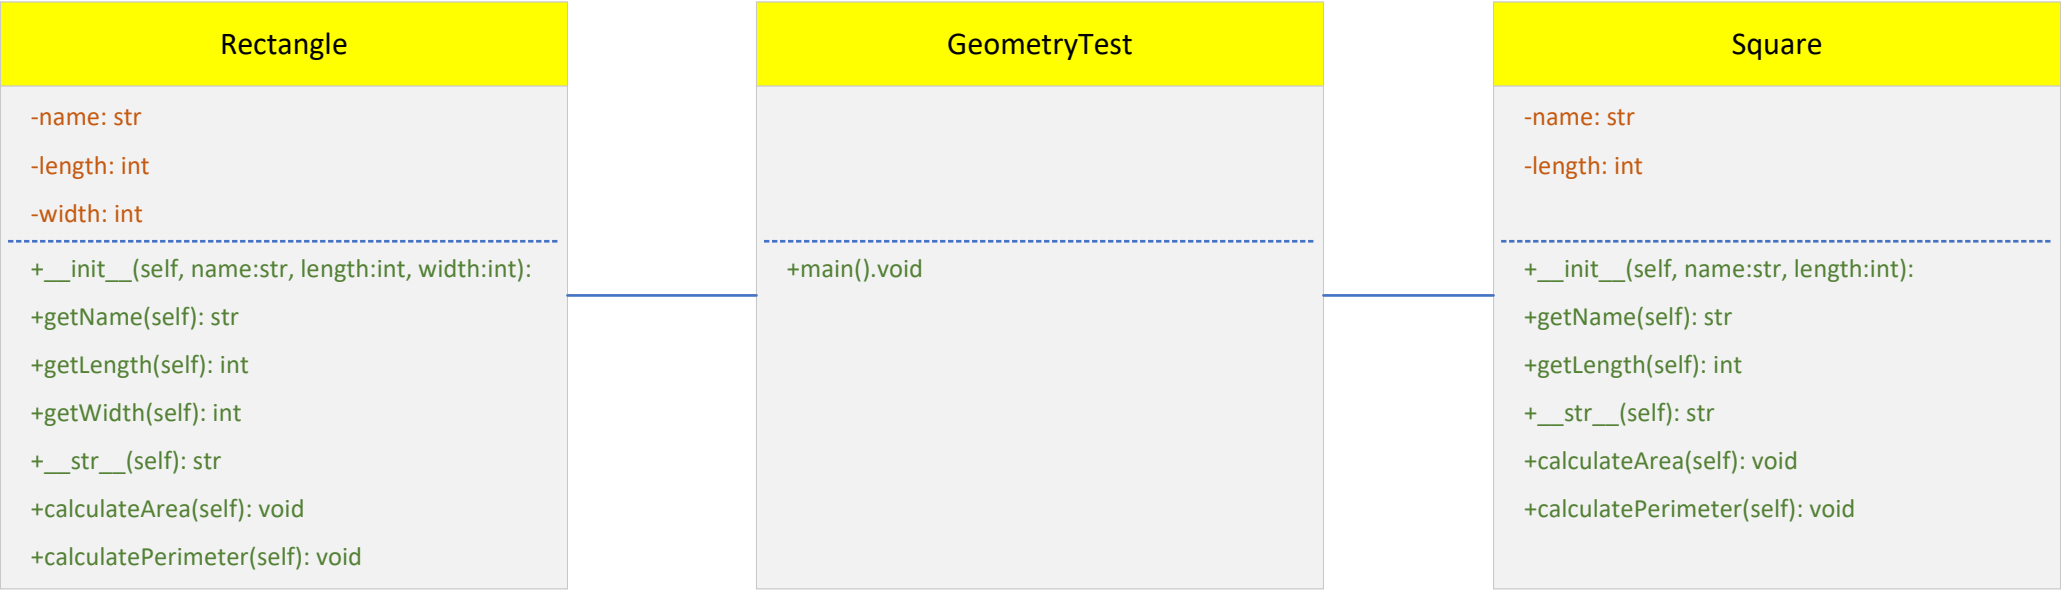 Rectangle
-name: str
-length: int
-width: int
+__init__(self, name:str, length:int, width:int):
+getName(self): str
+getLength(self): int
+getWidth(self): int
+__str__(self): str
+calculateArea(self): void
+calculatePerimeter(self): void
GeometryTest
+main().void
Square
-name: str
-length: int
+__init__(self, name:str, length:int):
+getName(self): str
+getLength(self): int
+__str__(self): str
+calculateArea(self): void
+calculatePerimeter(self): void